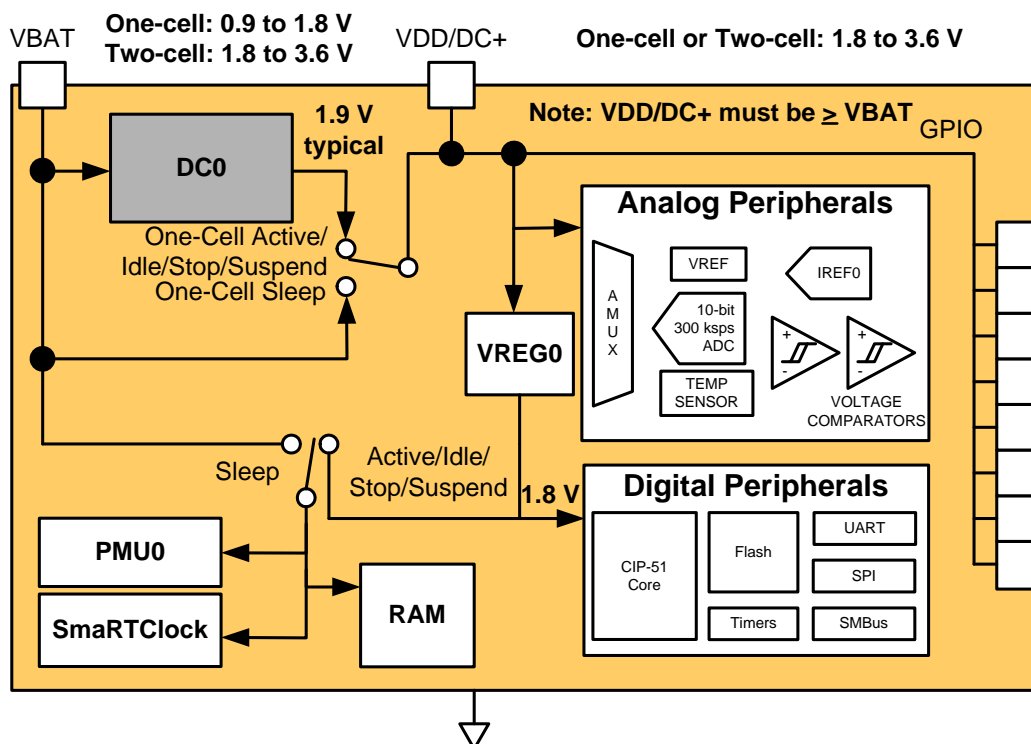 VBAT
One-cell: 0.9 to 1.8 V
Two-cell: 1.8 to 3.6 V
VDD/DC+
One-cell or Two-cell: 1.8 to 3.6 V
Note: VDD/DC+ must be ≥ VBAT
GPIO
1.9 V
typical
DC0
One-Cell Active/
Idle/Stop/Suspend
One-Cell Sleep
VREG0
Analog Peripherals
AMUX
VREF
IREF0
10-bit
300 ksps
ADC
TEMP
SENSOR
+
-
+
-
VOLTAGE
COMPARATORS
Sleep
Active/Idle/
Stop/Suspend
1.8 V
PMU0
SmaRTClock
RAM
Digital Peripherals
CIP-51
Core
Flash
Timers
UART
SPI
SMBus